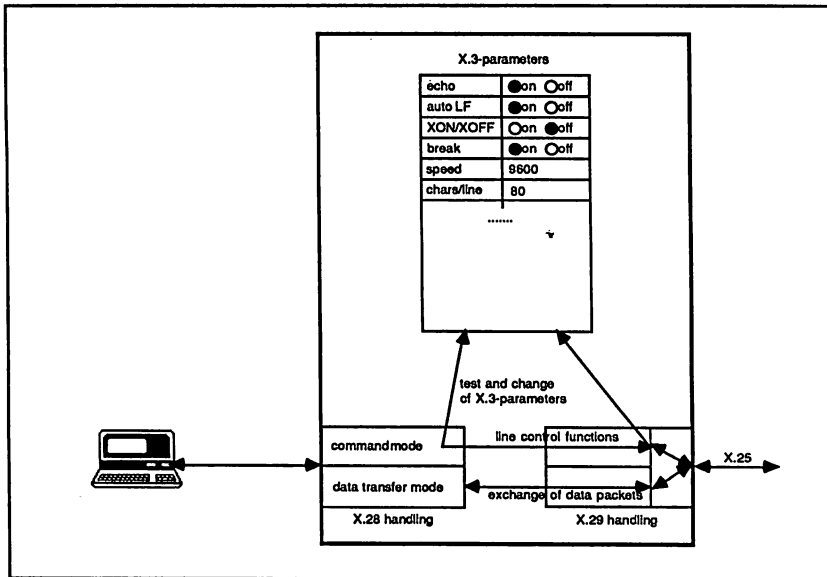 X.3-parameters
echo on off
auto LF on off
XON/XOFF on off
break on off
speed 9600
chars/line 80
.......
test and change
of X.3-parameters
command mode
line control functions
X.25
data transfer mode
exchange of data packets
X.28 handling
X.29 handling